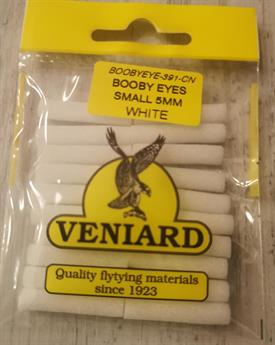 BOOBYEYE-391-CN
BOOBY EYES
SMALL 5MM
WHITE
VENIARD
Quality flytying materials
since 1923